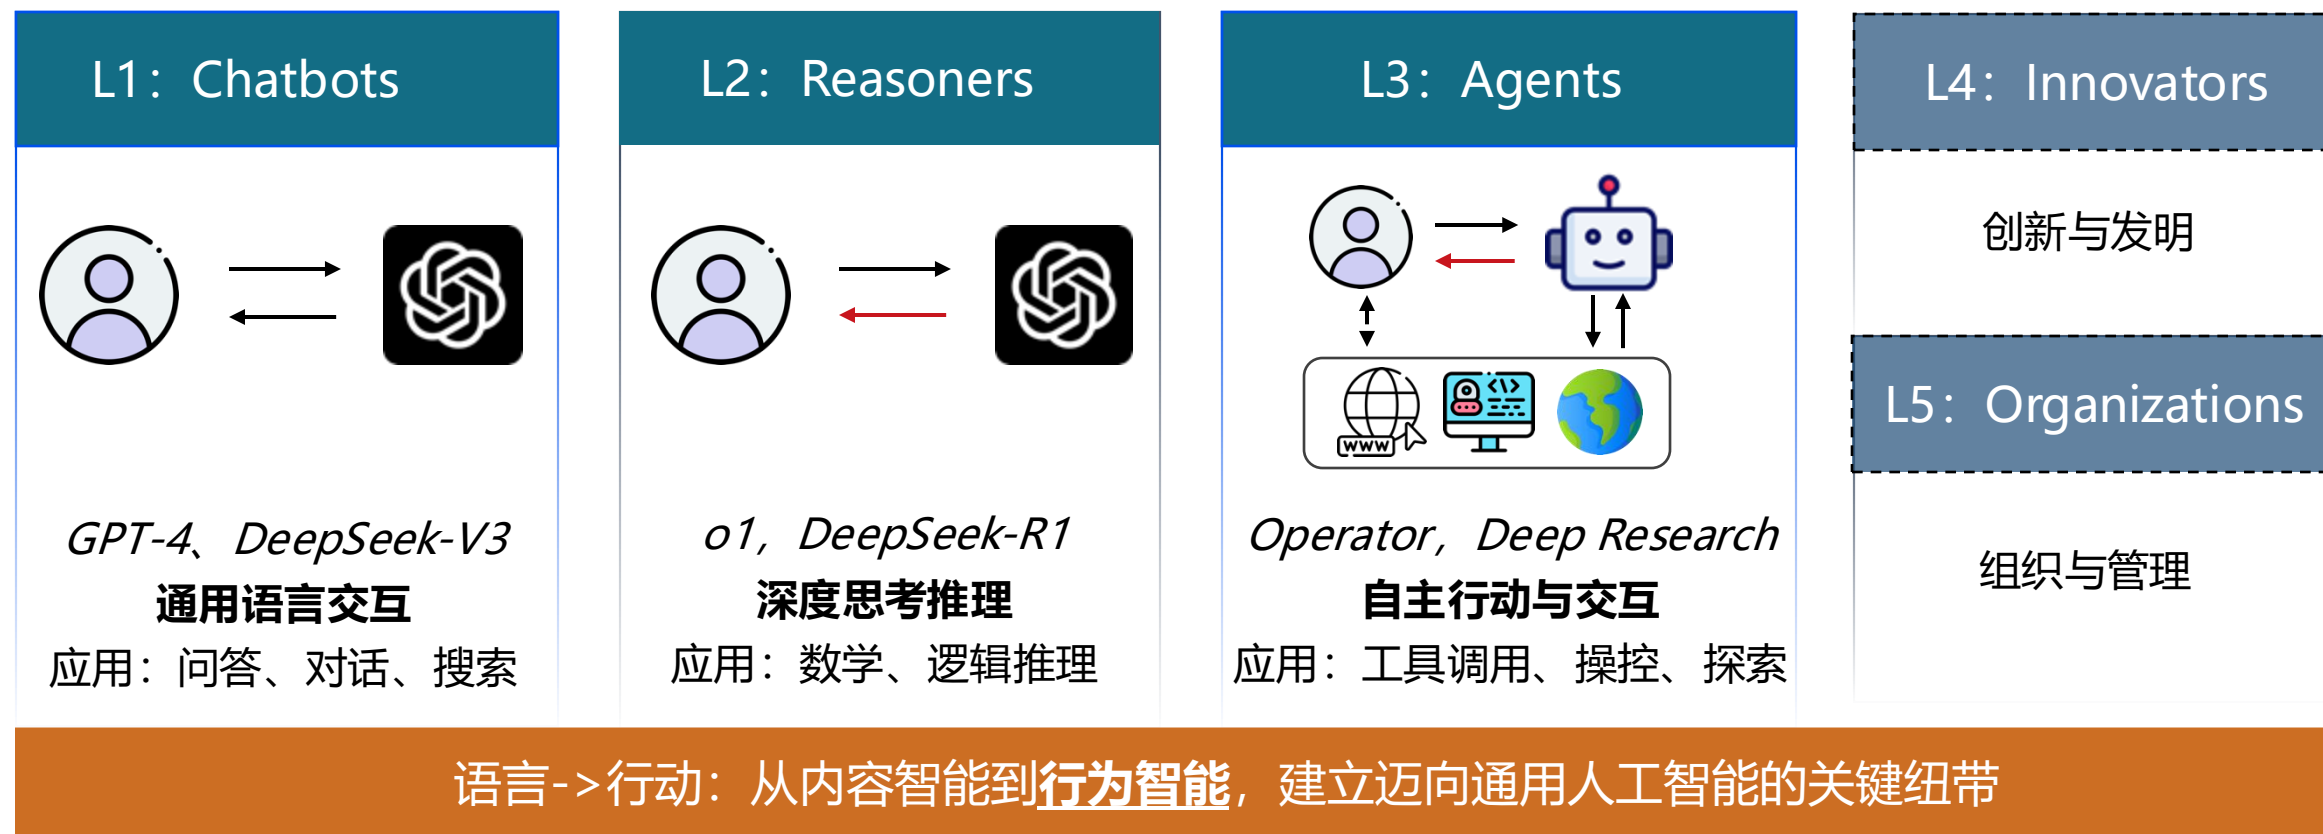 L1：Chatbots
GPT-4、DeepSeek-V3
通用语言交互
应用：问答、对话、搜索
L2：Reasoners
o1，DeepSeek-R1
深度思考推理
应用：数学、逻辑推理
L3：Agents
WWW
Operator，Deep Research
自主行动与交互
应用：工具调用、操控、探索
L4：Innovators
创新与发明
L5：Organizations
组织与管理
语言->行动：从内容智能到行为智能，建立迈向通用人工智能的关键纽带